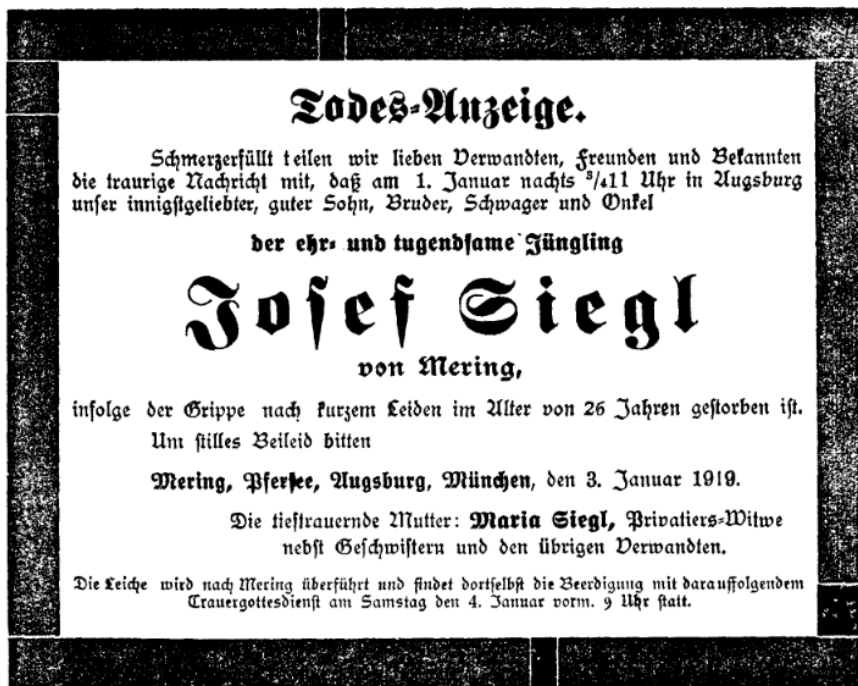 Todes-Anzeige.
Schmerzerfüllt teilen wir lieben Verwandten, Freunden und Bekannten
die traurige Nachricht mit, daß am 1. Januar nachts ³/₄11 Uhr in Augsburg
unser innigstgeliebter, guter Sohn, Bruder, Schwager und Onkel
der ehr- und tugendsame Jüngling
Josef Siegl
von Mering,
infolge der Grippe nach kurzem Leiden im Alter von 26 Jahren gestorben ist.
Um stilles Beileid bitten
Mering, Pfersee, Augsburg, München, den 3. Januar 1919.
Die tieftrauernde Mutter: Maria Siegl, Privatiers-Witwe
nebst Geschwistern und den übrigen Verwandten.
Die Leiche wird nach Mering überführt und findet dortselbst die Beerdigung mit darauffolgendem
Trauergottesdienst am Samstag den 4. Januar vorm. 9 Uhr statt.